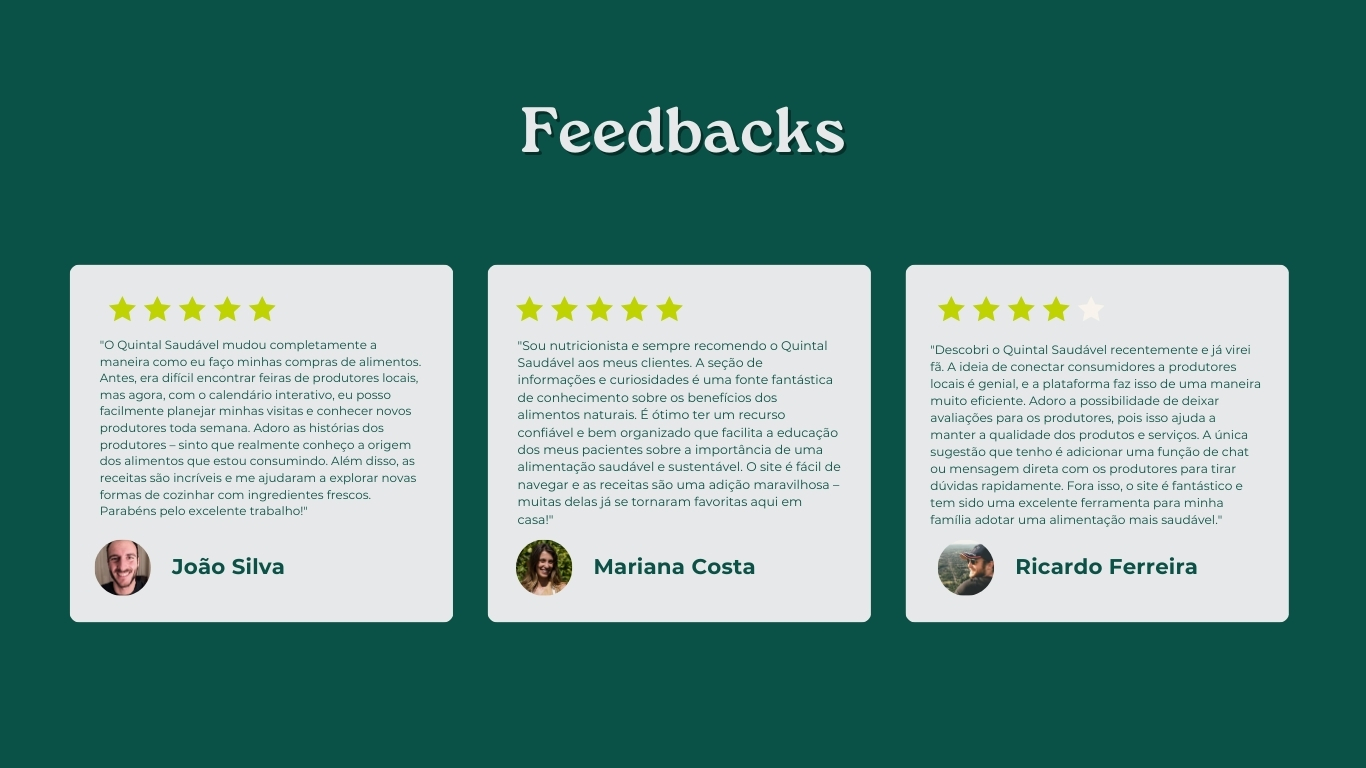 Feedbacks
"O Quintal Saudável mudou completamente a
maneira como eu faço minhas compras de alimentos.
Antes, era difícil encontrar feiras de produtores locais,
mas agora, com o calendário interativo, eu posso
facilmente planejar minhas visitas e conhecer novos
produtores toda semana. Adoro as histórias dos
produtores – sinto que realmente conheço a origem
dos alimentos que estou consumindo. Além disso, as
receitas são incríveis e me ajudaram a explorar novas
formas de cozinhar com ingredientes frescos.
Parabéns pelo excelente trabalho!"
João Silva
"Sou nutricionista e sempre recomendo o Quintal
Saudável aos meus clientes. A seção de
informações e curiosidades é uma fonte fantástica
de conhecimento sobre os benefícios dos
alimentos naturais. É ótimo ter um recurso
confiável e bem organizado que facilita a educação
dos meus pacientes sobre a importância de uma
alimentação saudável e sustentável. O site é fácil de
navegar e as receitas são uma adição maravilhosa –
muitas delas já se tornaram favoritas aqui em
casa!"
Mariana Costa
"Descobri o Quintal Saudável recentemente e já virei
fã. A ideia de conectar consumidores a produtores
locais é genial, e a plataforma faz isso de uma maneira
muito eficiente. Adoro a possibilidade de deixar
avaliações para os produtores, pois isso ajuda a
manter a qualidade dos produtos e serviços. A única
sugestão que tenho é adicionar uma função de chat
ou mensagem direta com os produtores para tirar
dúvidas rapidamente. Fora isso, o site é fantástico e
tem sido uma excelente ferramenta para minha
família adotar uma alimentação mais saudável."
Ricardo Ferreira